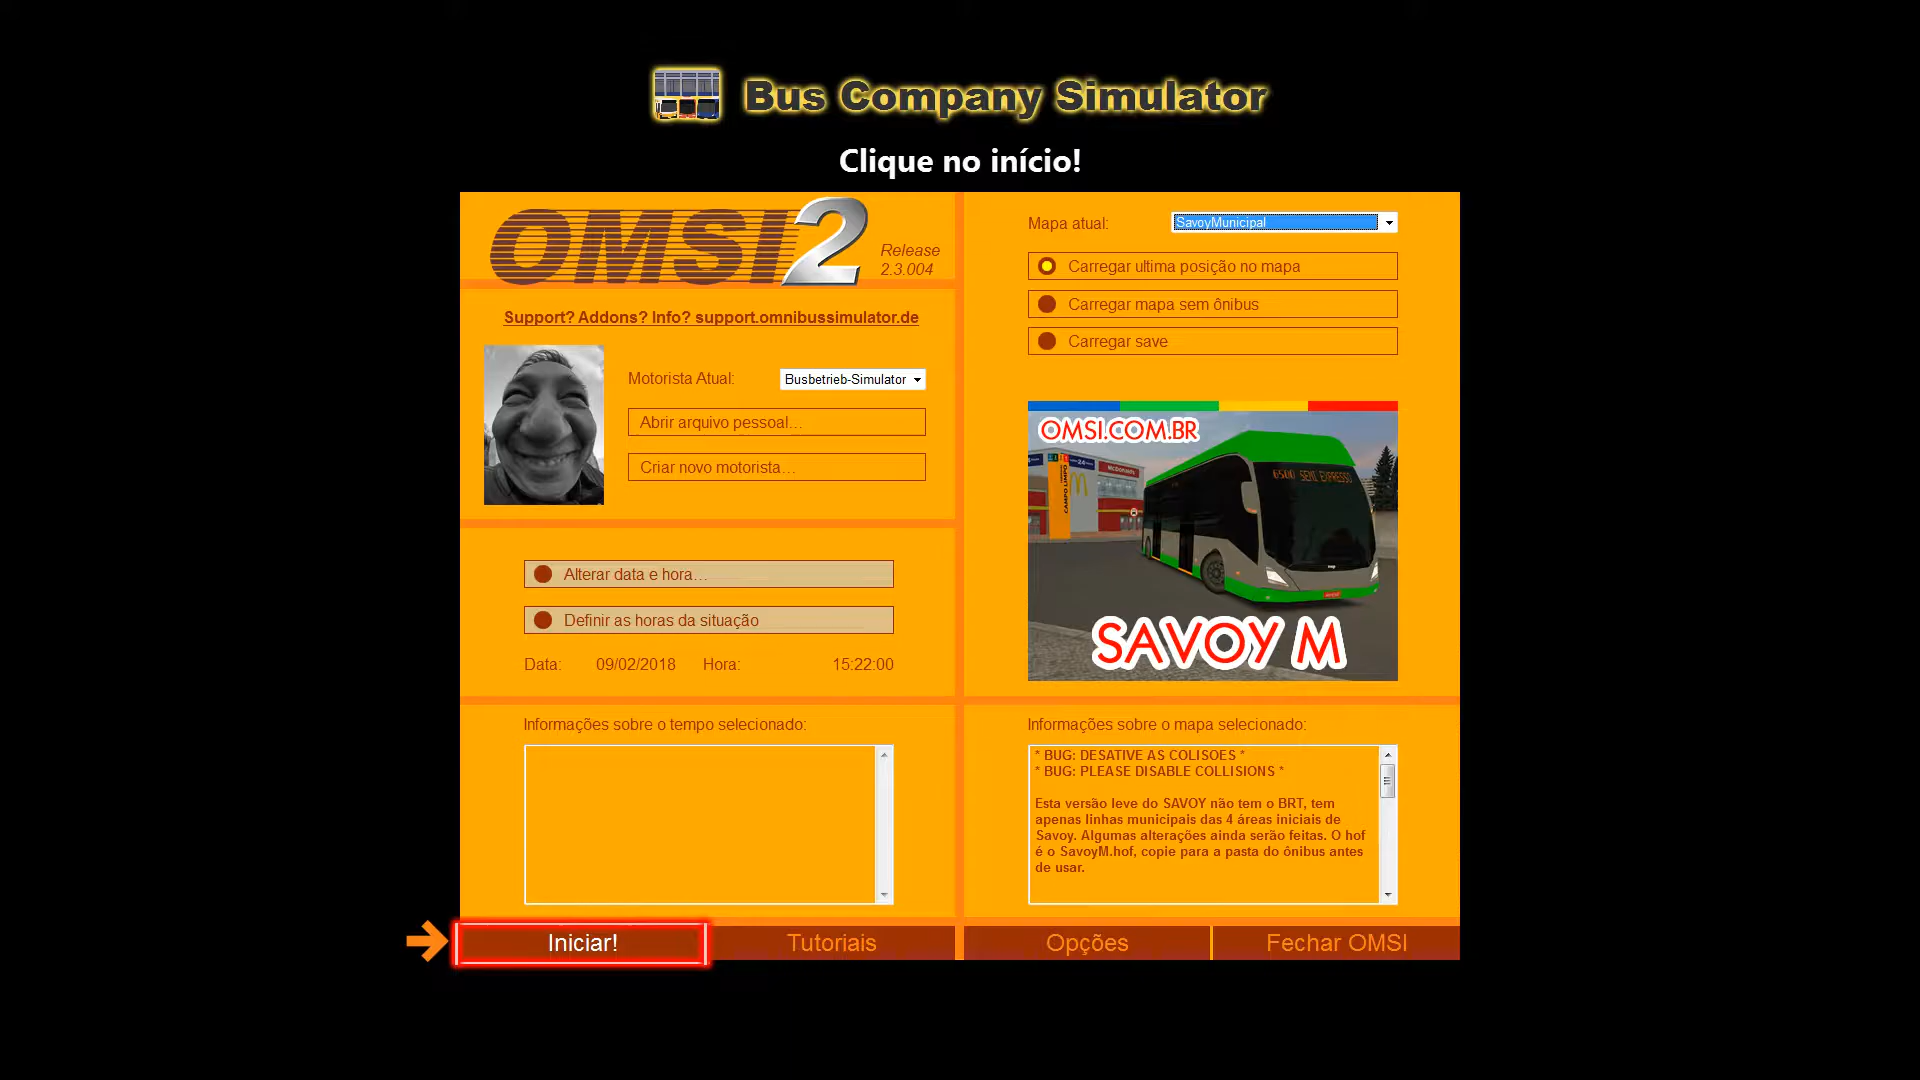 Bus Company Simulator
Clique no início!
OMSI 2
Release
2.3.004
Support? Addons? Info? support.omnibussimulator.de
Motorista Atual:
Busbetrieb-Simulator
Abrir arquivo pessoal...
Criar novo motorista...
Alterar data e hora...
Definir as horas da situação
Data: 09/02/2018 Hora: 15:22:00
Informações sobre o tempo selecionado:
Mapa atual:
SavoyMunicipal
Carregar ultima posição no mapa
Carregar mapa sem ônibus
Carregar save
OMSI.COM.BR
McDonald's
CAMPO LIMPO
6500 SEMI EXPRESSO
SAVOY M
Informações sobre o mapa selecionado:
* BUG: DESATIVE AS COLISOES *
* BUG: PLEASE DISABLE COLLISIONS *
Esta versão leve do SAVOY não tem o BRT, tem
apenas linhas municipais das 4 áreas iniciais de
Savoy. Algumas alterações ainda serão feitas. O hof
é o SavoyM.hof, copie para a pasta do ônibus antes
de usar.
Iniciar!
Tutoriais
Opções
Fechar OMSI